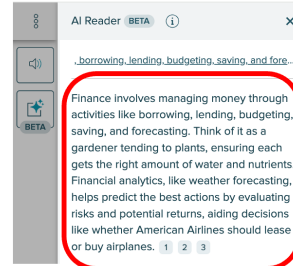 AI Reader BETA i ×
, borrowing, lending, budgeting, saving, and fore...
BETA
Finance involves managing money through
activities like borrowing, lending, budgeting,
saving, and forecasting. Think of it as a
gardener tending to plants, ensuring each
gets the right amount of water and nutrients
Financial analytics, like weather forecasting,
helps predict the best actions by evaluating
risks and potential returns, aiding decisions
like whether American Airlines should lease
or buy airplanes. 1 2 3